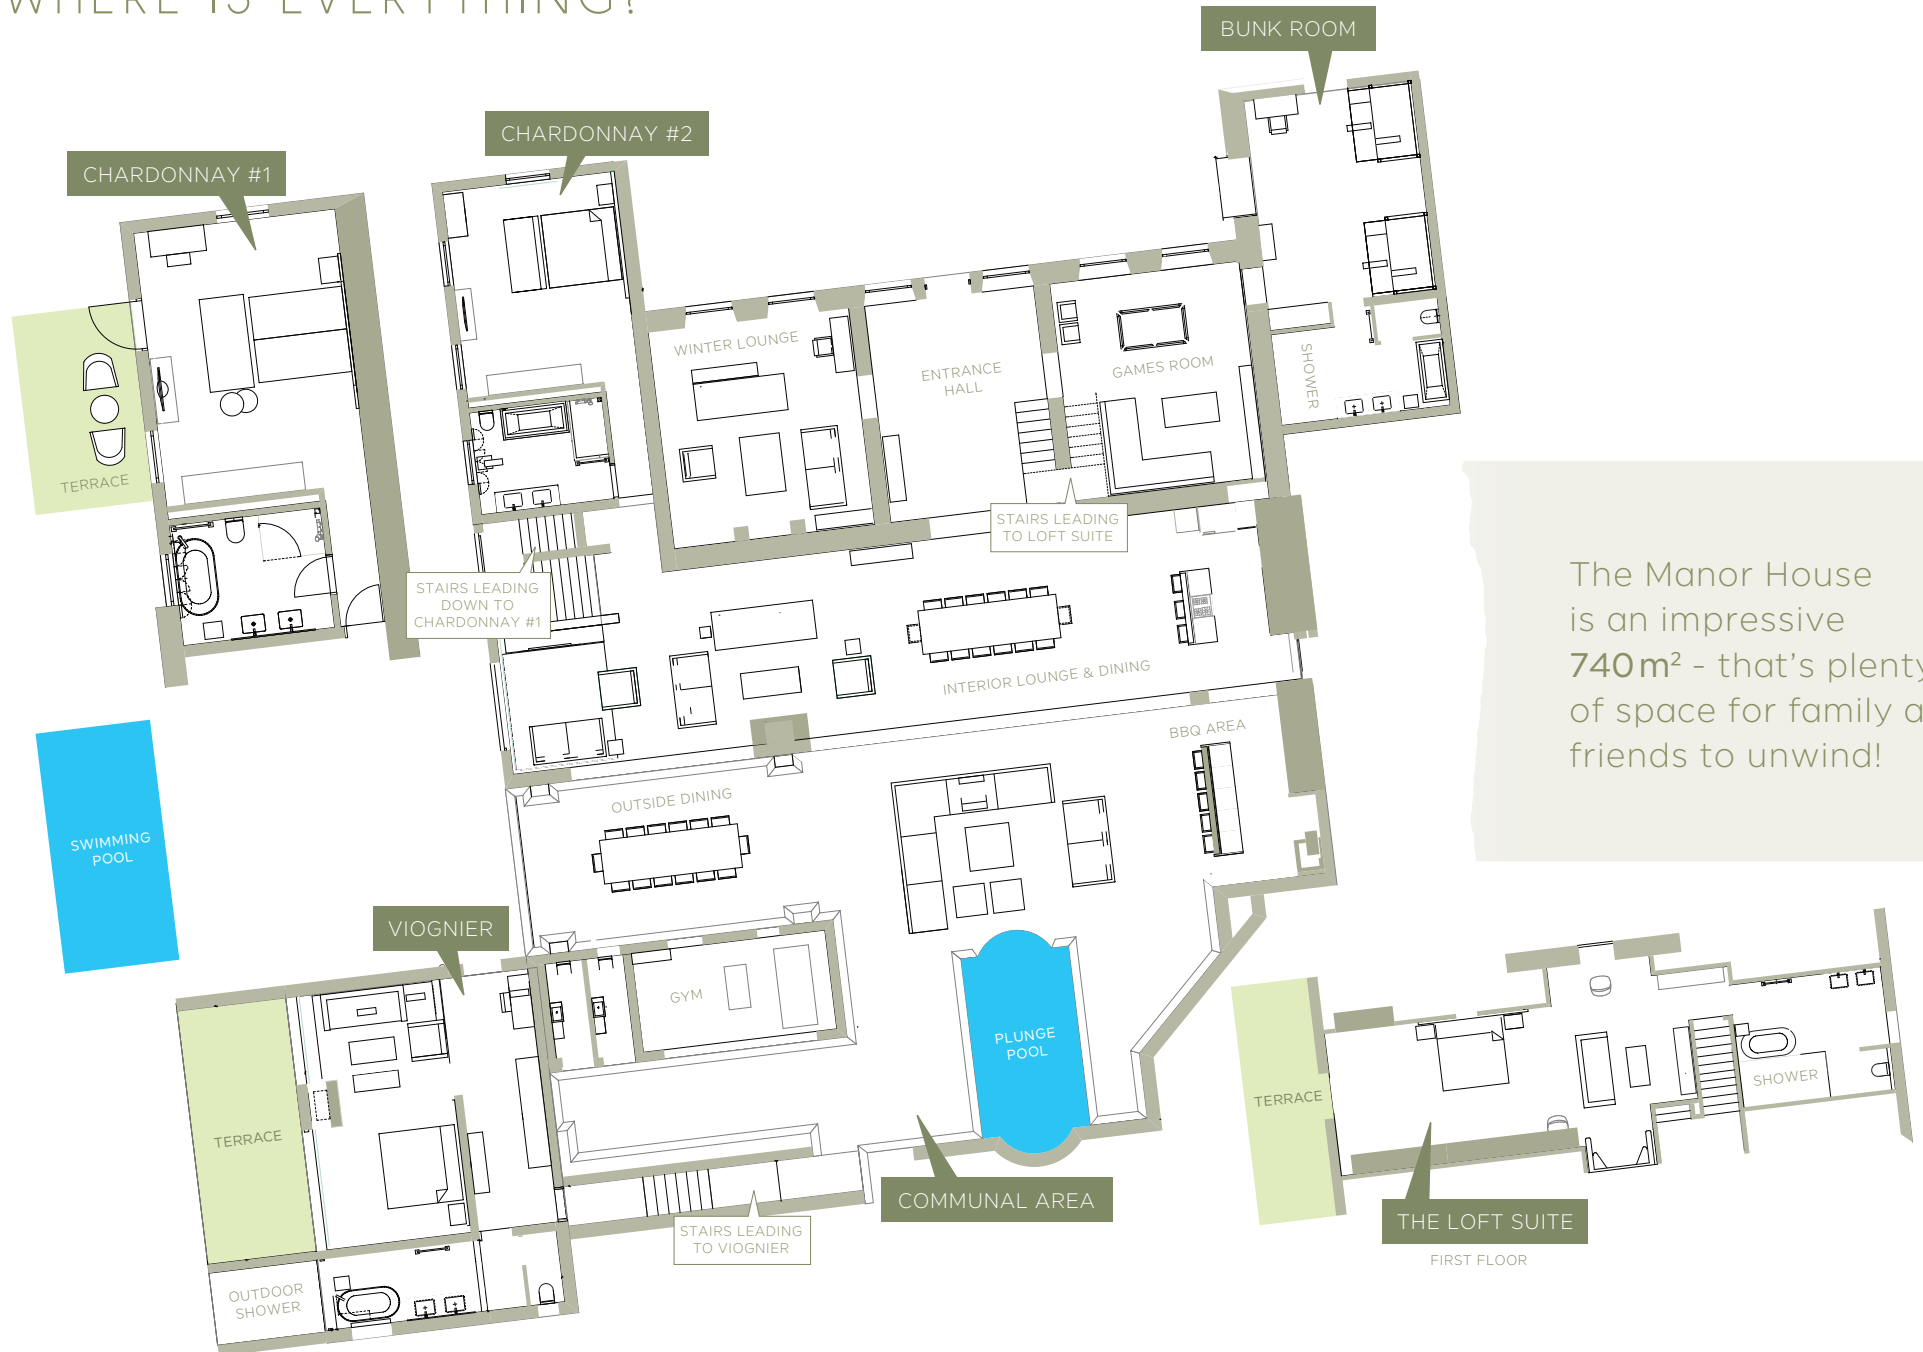 WHERE IS EVERYTHING?
BUNK ROOM
CHARDONNAY #2
CHARDONNAY #1
WINTER LOUNGE
ENTRANCE
HALL
GAMES ROOM
SHOWER
TERRACE
STAIRS LEADING
TO LOFT SUITE
STAIRS LEADING
DOWN TO
CHARDONNAY #1
INTERIOR LOUNGE & DINING
The Manor House
is an impressive
740 m² - that's plenty
of space for family a
friends to unwind!
BBQ AREA
OUTSIDE DINING
SWIMMING
POOL
VIOGNIER
GYM
PLUNGE
POOL
TERRACE
TERRACE
SHOWER
COMMUNAL AREA
STAIRS LEADING
TO VIOGNIER
THE LOFT SUITE
FIRST FLOOR
OUTDOOR
SHOWER